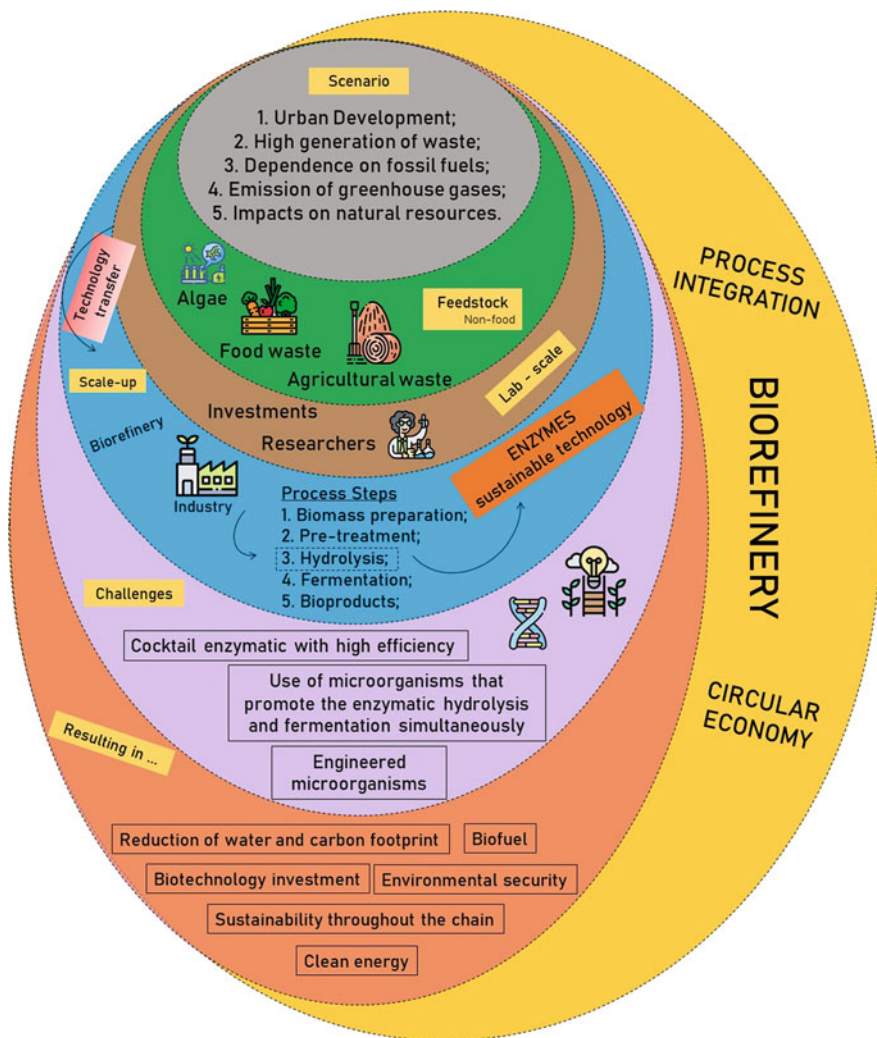 Scenario
1. Urban Development;
2. High generation of waste;
3. Dependence on fossil fuels;
4. Emission of greenhouse gases;
5. Impacts on natural resources.
Algae
Food waste
Agricultural waste
Feedstock
Non-food
Technology
transfer
Lab - scale
Investments
Researchers
Scale-up
Biorefinery
Industry
Process Steps
1. Biomass preparation;
2. Pre-treatment;
3. Hydrolysis;
4. Fermentation;
5. Bioproducts;
ENZYMES
sustainable technology
Challenges
Cocktail enzymatic with high efficiency
Use of microorganisms that
promote the enzymatic hydrolysis
and fermentation simultaneously
Engineered
microorganisms
Resulting in ...
Reduction of water and carbon footprint
Biofuel
Biotechnology investment
Environmental security
Sustainability throughout the chain
Clean energy
PROCESS
INTEGRATION
BIOREFINERY
CIRCULAR
ECONOMY